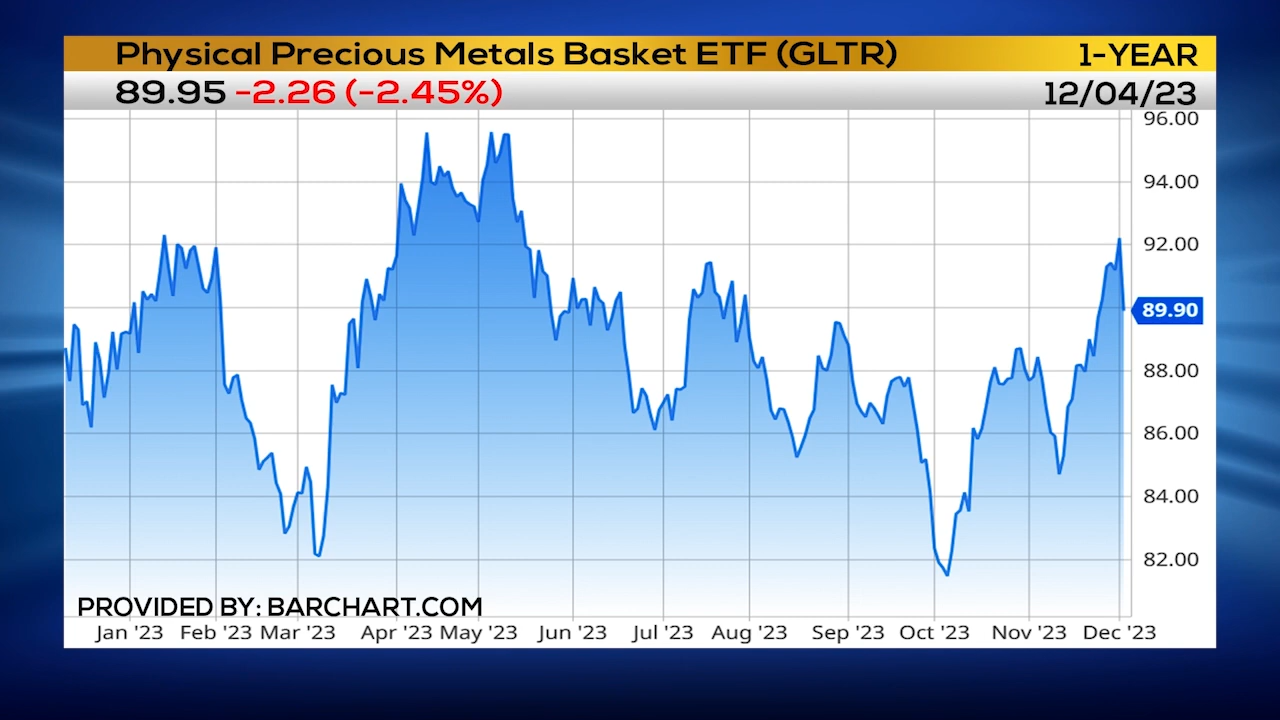 Physical Precious Metals Basket ETF (GLTR) 1-YEAR
89.95 -2.26 (-2.45%) 12/04/23
96.00
94.00
92.00
89.90
88.00
86.00
84.00
82.00
PROVIDED BY: BARCHART.COM
Jan '23 Feb '23 Mar '23 Apr '23 May '23 Jun '23 Jul '23 Aug '23 Sep '23 Oct '23 Nov '23 Dec '23